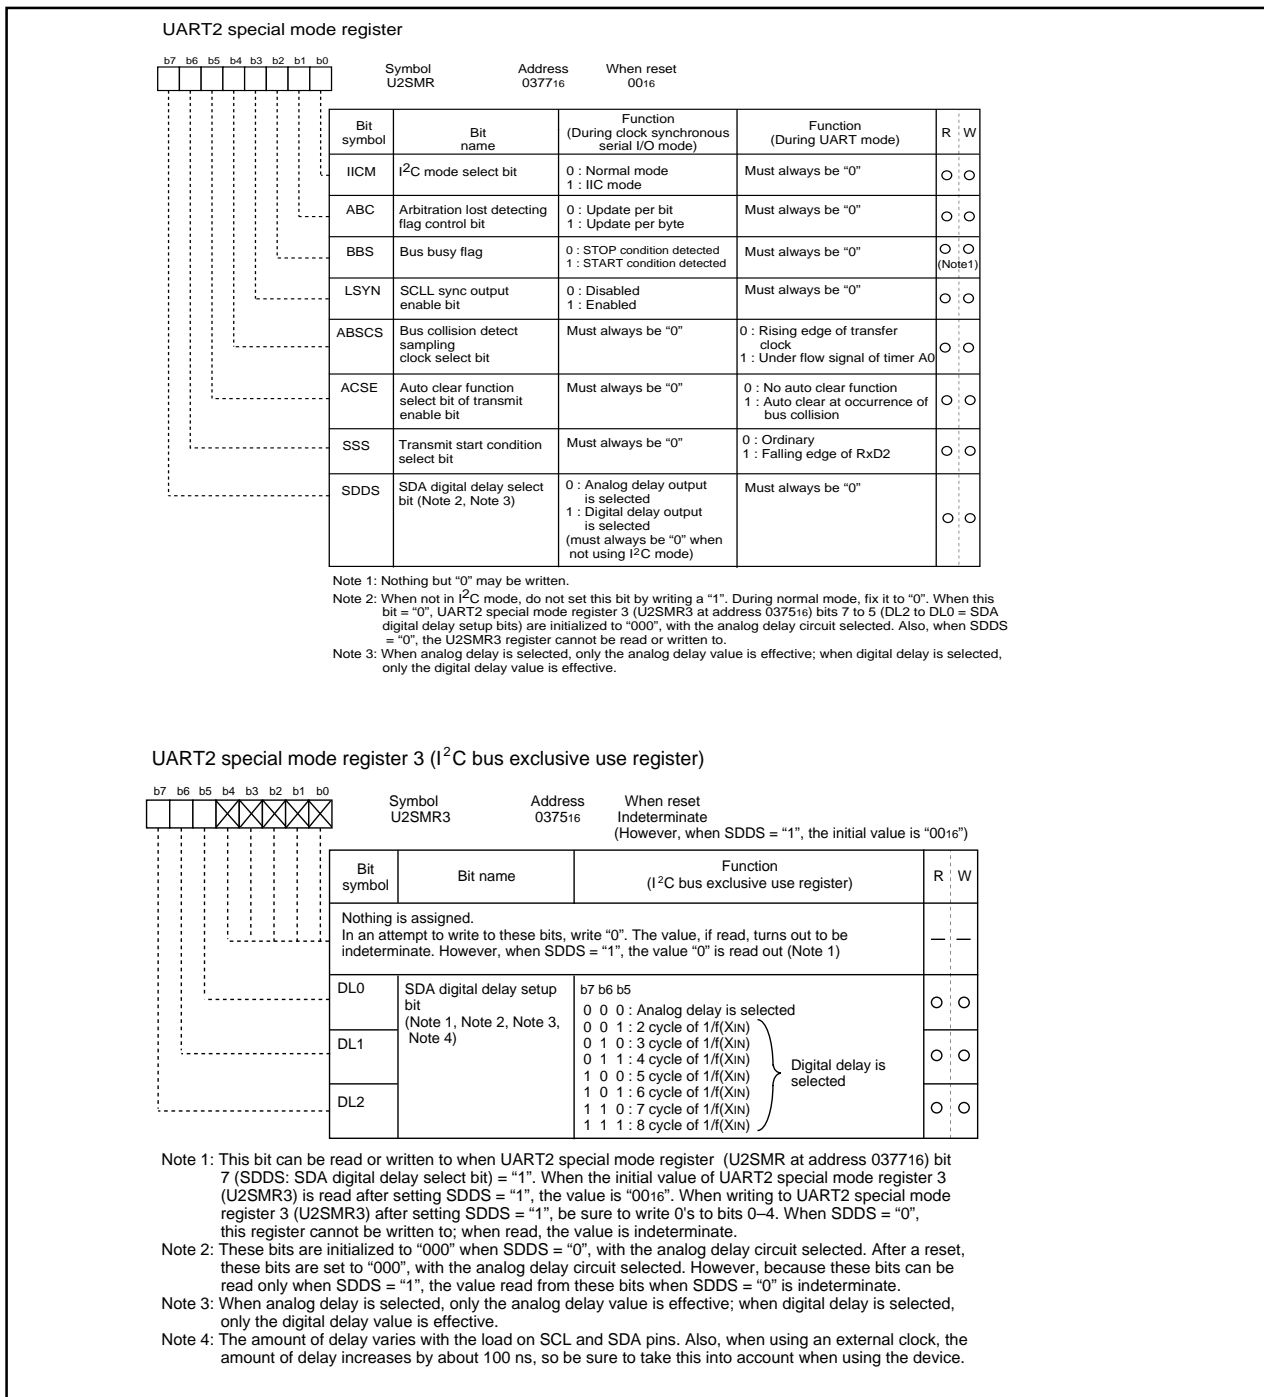 UART2 special mode register
b7 b6 b5 b4 b3 b2 b1 b0
Symbol Address When reset
U2SMR 037716 0016
Bit symbol Bit name Function (During clock synchronous serial I/O mode) Function (During UART mode) R W
IICM I2C mode select bit 0 : Normal mode Must always be “0”
1 : IIC mode
ABC Arbitration lost detecting 0 : Update per bit Must always be “0”
flag control bit 1 : Update per byte
BBS Bus busy flag 0 : STOP condition detected Must always be “0”
1 : START condition detected (Note1)
LSYN SCLL sync output 0 : Disabled Must always be “0”
enable bit 1 : Enabled
ABSCS Bus collision detect Must always be “0” 0 : Rising edge of transfer
sampling clock
clock select bit 1 : Under flow signal of timer A0
ACSE Auto clear function Must always be “0” 0 : No auto clear function
select bit of transmit 1 : Auto clear at occurrence of
enable bit bus collision
SSS Transmit start condition Must always be “0” 0 : Ordinary
select bit 1 : Falling edge of RxD2
SDDS SDA digital delay select 0 : Analog delay output Must always be “0”
bit (Note 2, Note 3) is selected
1 : Digital delay output
is selected
(must always be “0” when
not using I2C mode)
Note 1: Nothing but “0” may be written.
Note 2: When not in I2C mode, do not set this bit by writing a “1”. During normal mode, fix it to “0”. When this
bit = “0”, UART2 special mode register 3 (U2SMR3 at address 037516) bits 7 to 5 (DL2 to DL0 = SDA
digital delay setup bits) are initialized to “000”, with the analog delay circuit selected. Also, when SDDS
= “0”, the U2SMR3 register cannot be read or written to.
Note 3: When analog delay is selected, only the analog delay value is effective; when digital delay is selected,
only the digital delay value is effective.
UART2 special mode register 3 (I2C bus exclusive use register)
b7 b6 b5 b4 b3 b2 b1 b0
Symbol Address When reset
U2SMR3 037516 Indeterminate
(However, when SDDS = “1”, the initial value is “0016”)
Bit symbol Bit name Function (I2C bus exclusive use register) R W
Nothing is assigned.
In an attempt to write to these bits, write “0”. The value, if read, turns out to be
indeterminate. However, when SDDS = “1”, the value “0” is read out (Note 1)
DL0 SDA digital delay setup b7 b6 b5
bit 0 0 0 : Analog delay is selected
(Note 1, Note 2, Note 3, 0 0 1 : 2 cycle of 1/f(XIN)
Note 4) 0 1 0 : 3 cycle of 1/f(XIN)
DL1 0 1 1 : 4 cycle of 1/f(XIN) Digital delay is
1 0 0 : 5 cycle of 1/f(XIN) selected
1 0 1 : 6 cycle of 1/f(XIN)
DL2 1 1 0 : 7 cycle of 1/f(XIN)
1 1 1 : 8 cycle of 1/f(XIN)
Note 1: This bit can be read or written to when UART2 special mode register (U2SMR at address 037716) bit
7 (SDDS: SDA digital delay select bit) = “1”. When the initial value of UART2 special mode register 3
(U2SMR3) is read after setting SDDS = “1”, the value is “0016”. When writing to UART2 special mode
register 3 (U2SMR3) after setting SDDS = “1”, be sure to write 0's to bits 0–4. When SDDS = “0”,
this register cannot be written to; when read, the value is indeterminate.
Note 2: These bits are initialized to “000” when SDDS = “0”, with the analog delay circuit selected. After a reset,
these bits are set to “000”, with the analog delay circuit selected. However, because these bits can be
read only when SDDS = “1”, the value read from these bits when SDDS = “0” is indeterminate.
Note 3: When analog delay is selected, only the analog delay value is effective; when digital delay is selected,
only the digital delay value is effective.
Note 4: The amount of delay varies with the load on SCL and SDA pins. Also, when using an external clock, the
amount of delay increases by about 100 ns, so be sure to take this into account when using the device.